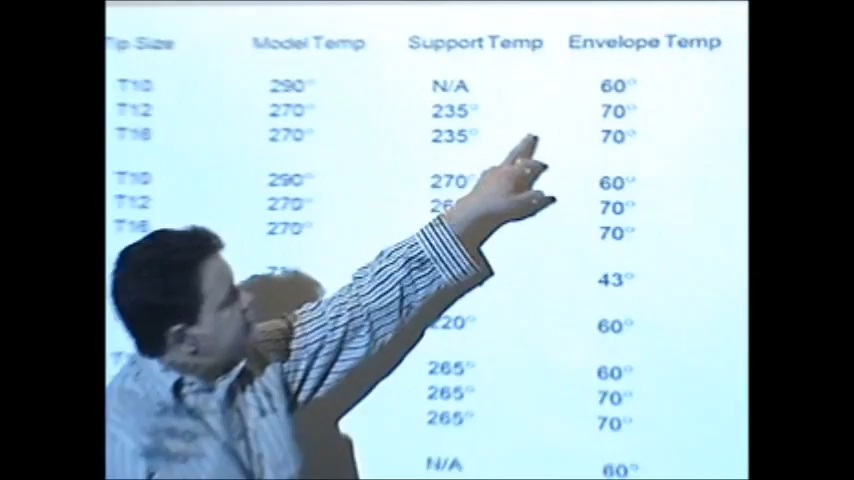 Tip Size Model Temp Support Temp Envelope Temp
T10 290° N/A 60°
T12 270° 235° 70°
T16 270° 235° 70°
T10 290° 270° 60°
T12 270° 70°
T16 270° 70°
43°
220° 60°
265° 60°
265° 70°
265° 70°
N/A 60°